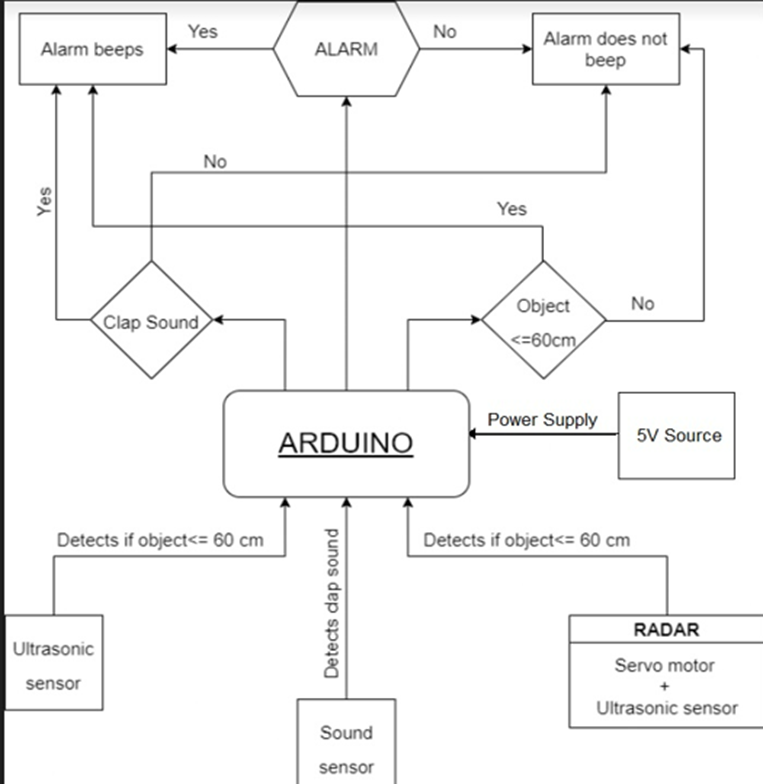 Alarm beeps
Yes
ALARM
No
Alarm does not
beep
No
Yes
Yes
Clap Sound
Object
<=60cm
No
ARDUINO
Power Supply
5V Source
Detects if object<= 60 cm
Detects dap sound
Detects if object<= 60 cm
Ultrasonic
sensor
RADAR
Servo motor
+
Ultrasonic sensor
Sound
sensor